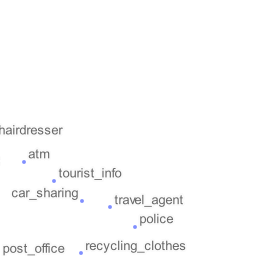 hairdresser
atm
tourist_info
car_sharing
travel_agent
police
recycling_clothes
post_office